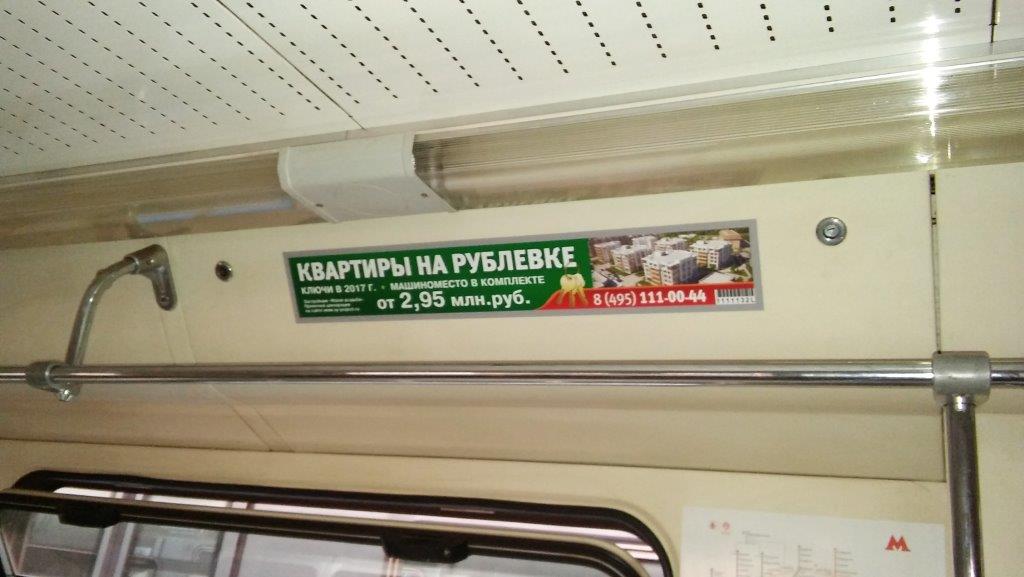 КВАРТИРЫ НА РУБЛЕВКЕ
КЛЮЧИ В 2017 Г. • МАШИНОМЕСТО В КОМПЛЕКТЕ
от 2,95 млн.руб.
8 (495) 111-00-44
М